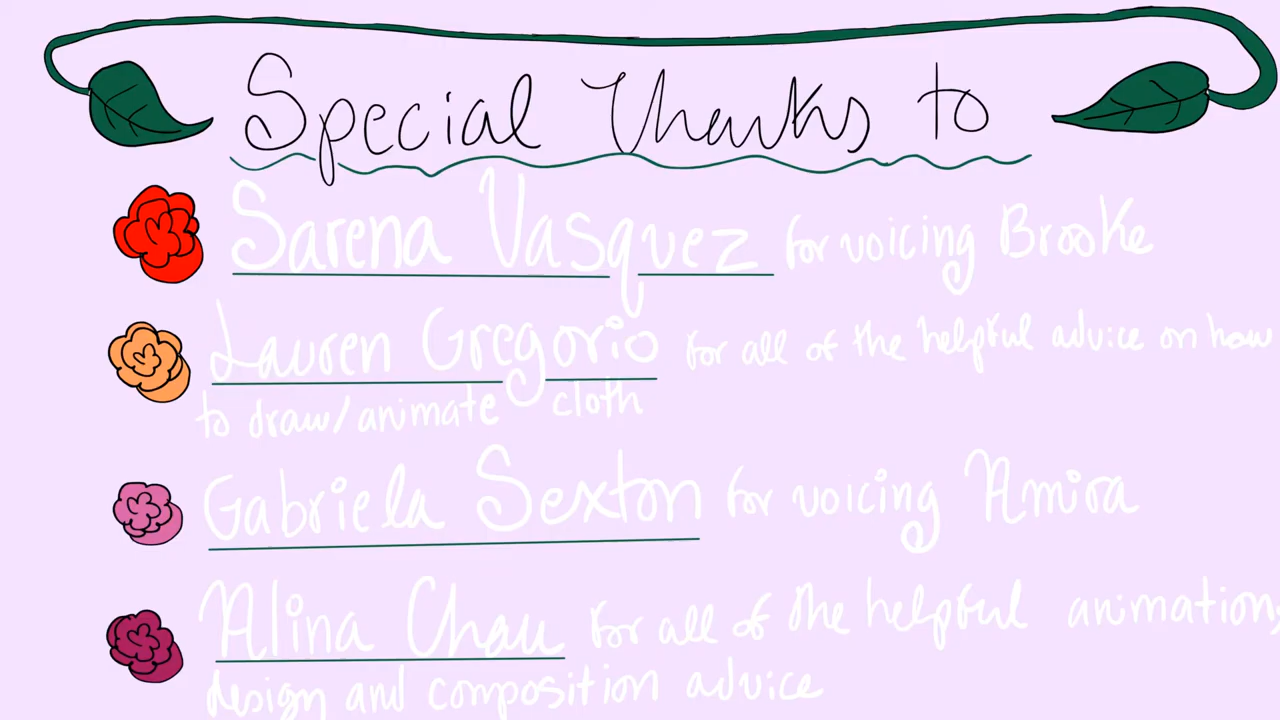 Special Thanks to
Sarena Vasquez for voicing Brooke
Lauren Gregorio for all of the helpful advice on how
to draw/animate cloth
Gabriela Sexton for voicing Amira
Alina Chau for all of the helpful animation,
design and composition advice